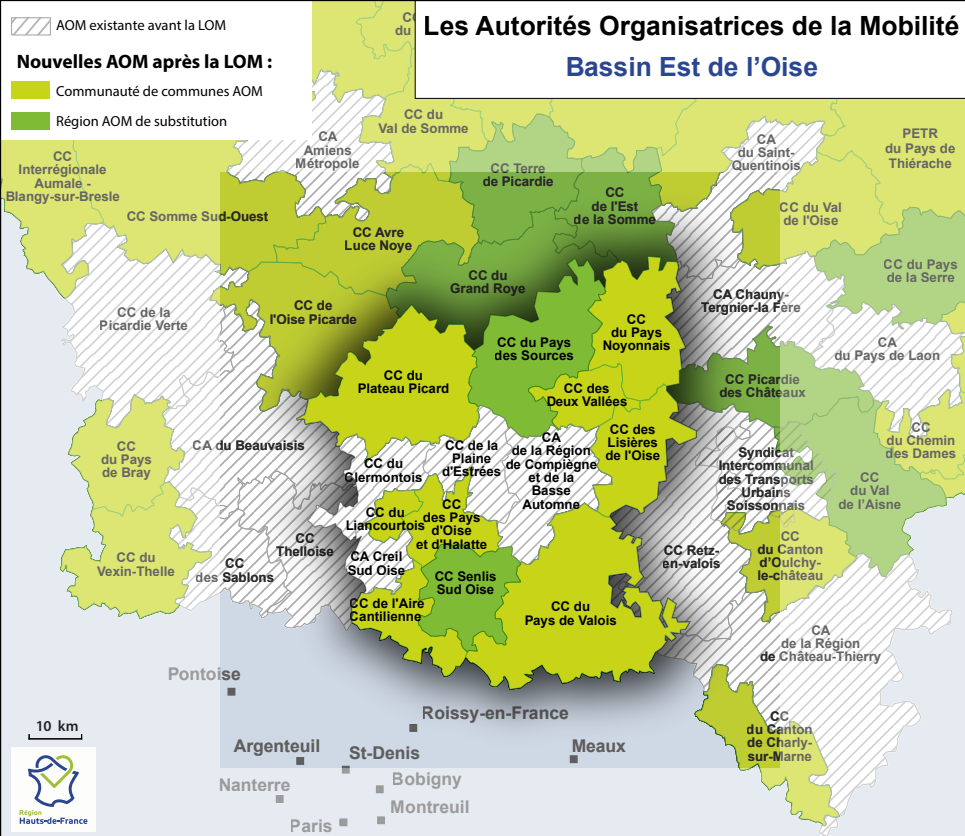 AOM existante avant la LOM
Nouvelles AOM après la LOM :
Communauté de communes AOM
Région AOM de substitution
Les Autorités Organisatrices de la Mobilité
Bassin Est de l'Oise
CC
du
CC du
Val de Somme
CA
Amiens
Métropole
CA
du Saint-
Quentinois
PETR
du Pays de
Thiérache
CC
Interrégionale
Aumale -
Blangy-sur-Bresle
CC Terre
de Picardie
CC
de l'Est
de la Somme
CC Somme Sud-Ouest
CC Avre
Luce Noye
CC du Val
de l'Oise
CC du
Grand Roye
CC du Pays
de la Serre
CC de la
Picardie Verte
CC de
l'Oise Picarde
CA Chauny-
Tergnier-la Fère
CC du Pays
des Sources
CC
du Pays
Noyonnais
CA
du Pays de Laon
CC du
Plateau Picard
CC des
Deux Vallées
CC Picardie
des Châteaux
CC
du Pays
de Bray
CA du Beauvaisis
CC du
Clermontois
CC de la
Plaine
d'Estrées
CA
de la Région
de Compiègne
et de la
Basse
Automne
CC des
Lisières
de l'Oise
Syndicat
Intercommunal
des Transports
Urbains
Soissonnais
CC
du Chemin
des Dames
CC
du Val
de l'Aisne
CC du
Liancourtois
CC
des Pays
d'Oise
et d'Halatte
CC du
Vexin-Thelle
CC
des Sablons
CC
Thelloise
CA Creil
Sud Oise
CC Senlis
Sud Oise
CC Retz-
en-valois
CC
du Canton
d'Oulchy-
le-château
CC de l'Aire
Cantilienne
CC du
Pays de Valois
CA
de la Région
de Château-Thierry
Pontoise
Roissy-en-France
CC
du Canton
de Charly-
sur-Marne
10 km
Argenteuil
St-Denis
Meaux
Nanterre
Bobigny
Montreuil
Paris
Région
Hauts-de-France